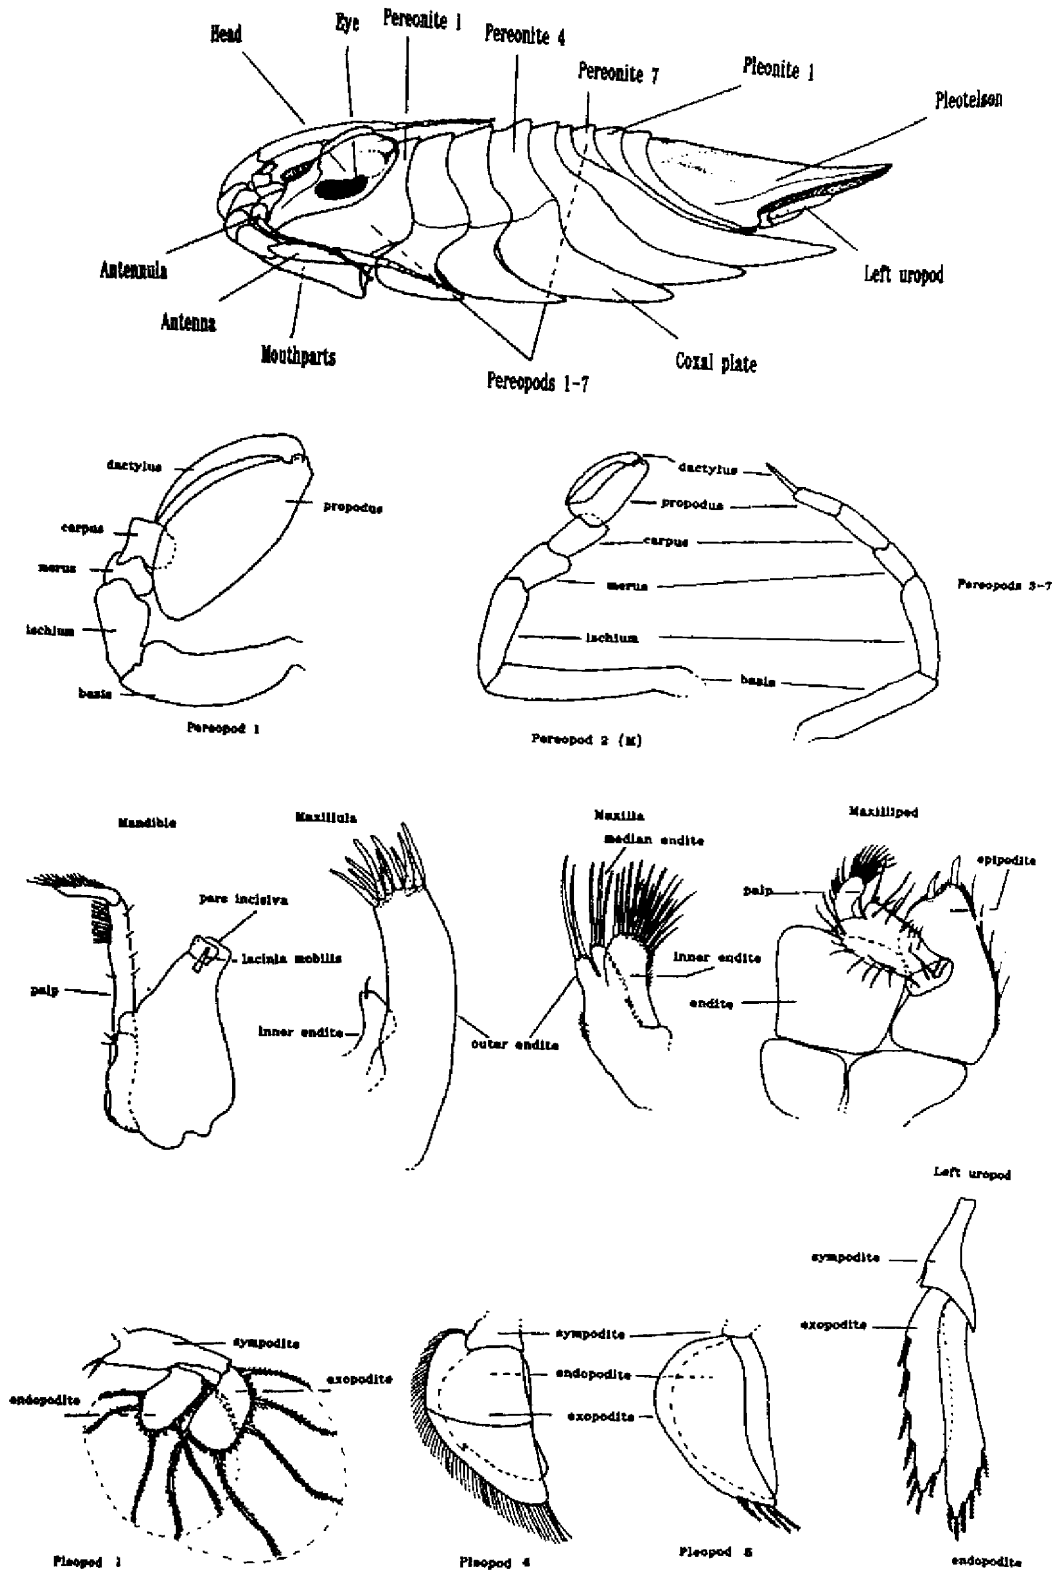 Head
Eye
Pereonite 1
Pereonite 4
Pereonite 7
Pleonite 1
Pleotelson
Antennula
Antenna
Mouthparts
Pereopods 1-7
Coxal plate
Left uropod
dactylus
carpus
merus
ischium
basis
propodus
Pereopod 1
dactylus
propodus
carpus
merus
ischium
basis
Pereopod 2 (M)
Pereopods 3-7
Mandible
Maxillula
Maxilla
Maxilliped
median endite
epipodite
pars incisiva
palp
lacinia mobilis
inner endite
palp
endite
inner endite
outer endite
Left uropod
sympodite
exopodite
sympodite
sympodite
endopodite
exopodite
endopodite
exopodite
Pleopod 1
Pleopod 4
Pleopod 5
endopodite